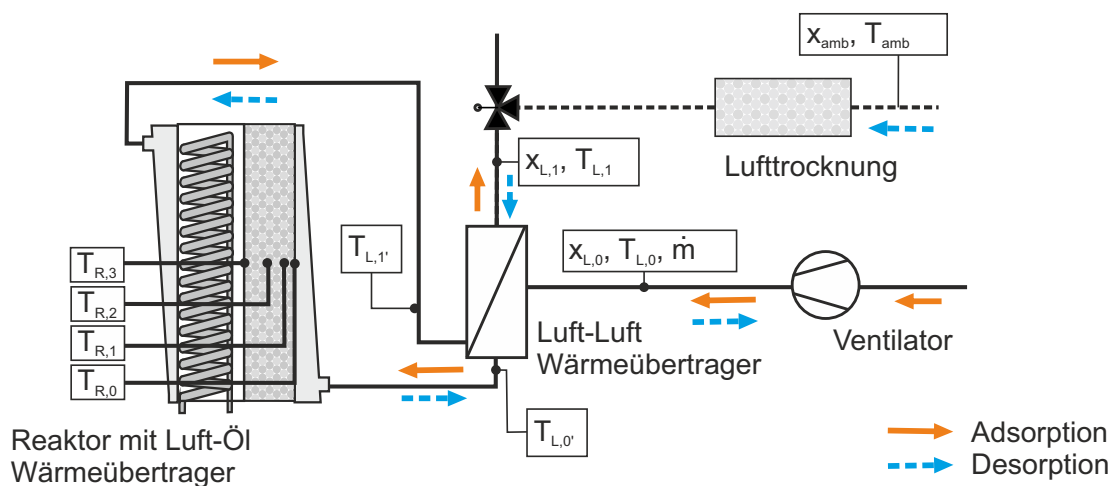 x_amb, T_amb
Lufttrocknung
x_L,1, T_L,1
T_L,1'
x_L,0, T_L,0, ṁ
T_R,3
T_R,2
T_R,1
T_R,0
Luft-Luft
Wärmeübertrager
Ventilator
T_L,0'
Reaktor mit Luft-Öl
Wärmeübertrager
Adsorption
Desorption